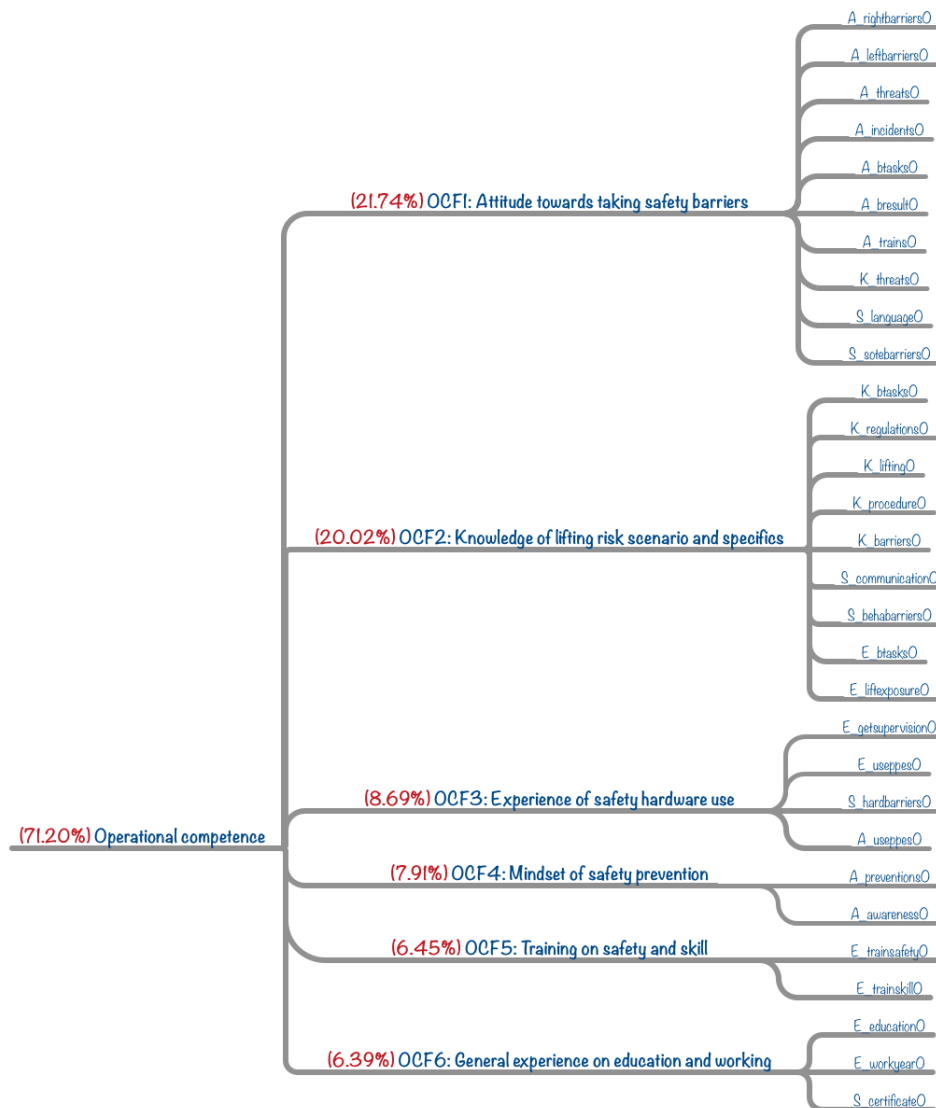 A_rightbarriersO
A_leftbarriersO
A_threatsO
A_incidentsO
A_btasksO
(21.74%) OCF1: Attitude towards taking safety barriers
A_bresultO
A_trainsO
K_threatsO
S_languageO
S_sotebarriersO
K_btasksO
K_regulationsO
K_liftingO
K_procedureO
(20.02%) OCF2: Knowledge of lifting risk scenario and specifics
K_barriersO
S_communicationO
S_behabarriersO
E_btasksO
E_liftexposureO
E_getsupervisionO
E_useppesO
(8.69%) OCF3: Experience of safety hardware use
S_hardbarriersO
(71.20%) Operational competence
A_useppesO
(7.91%) OCF4: Mindset of safety prevention
A_preventionsO
A_awarenessO
(6.45%) OCF5: Training on safety and skill
E_trainsafetyO
E_trainskillO
E_educationO
(6.39%) OCF6: General experience on education and working
E_workyearO
S_certificateO